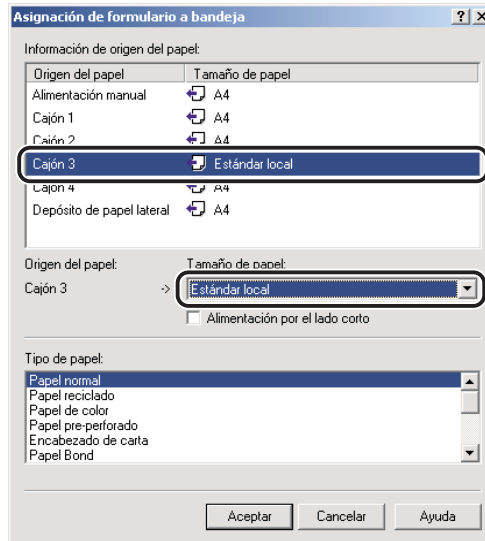 Asignación de formulario a bandeja
Información de origen del papel:
Origen del papel Tamaño de papel
Alimentación manual A4
Cajón 1 A4
Cajón 2 A4
Cajón 3 Estándar local
Cajón 4 A4
Depósito de papel lateral A4
Origen del papel: Tamaño de papel:
Cajón 3 -> Estándar local
Alimentación por el lado corto
Tipo de papel:
Papel normal
Papel reciclado
Papel de color
Papel pre-perforado
Encabezado de carta
Papel Bond
Aceptar Cancelar Ayuda